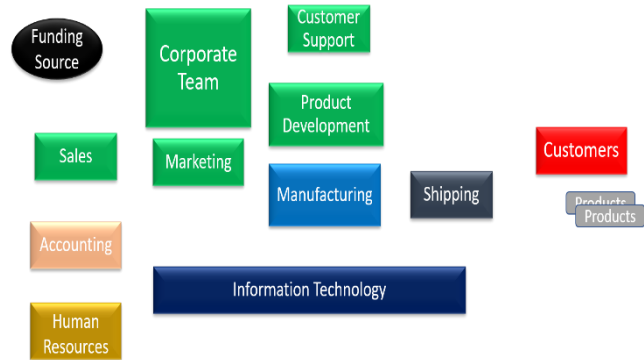 Funding
Source
Corporate
Team
Customer
Support
Product
Development
Sales
Marketing
Customers
Manufacturing
Shipping
Products
Products
Accounting
Information Technology
Human
Resources